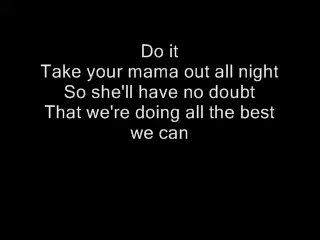 Do it
Take your mama out all night
So she'll have no doubt
That we're doing all the best
we can